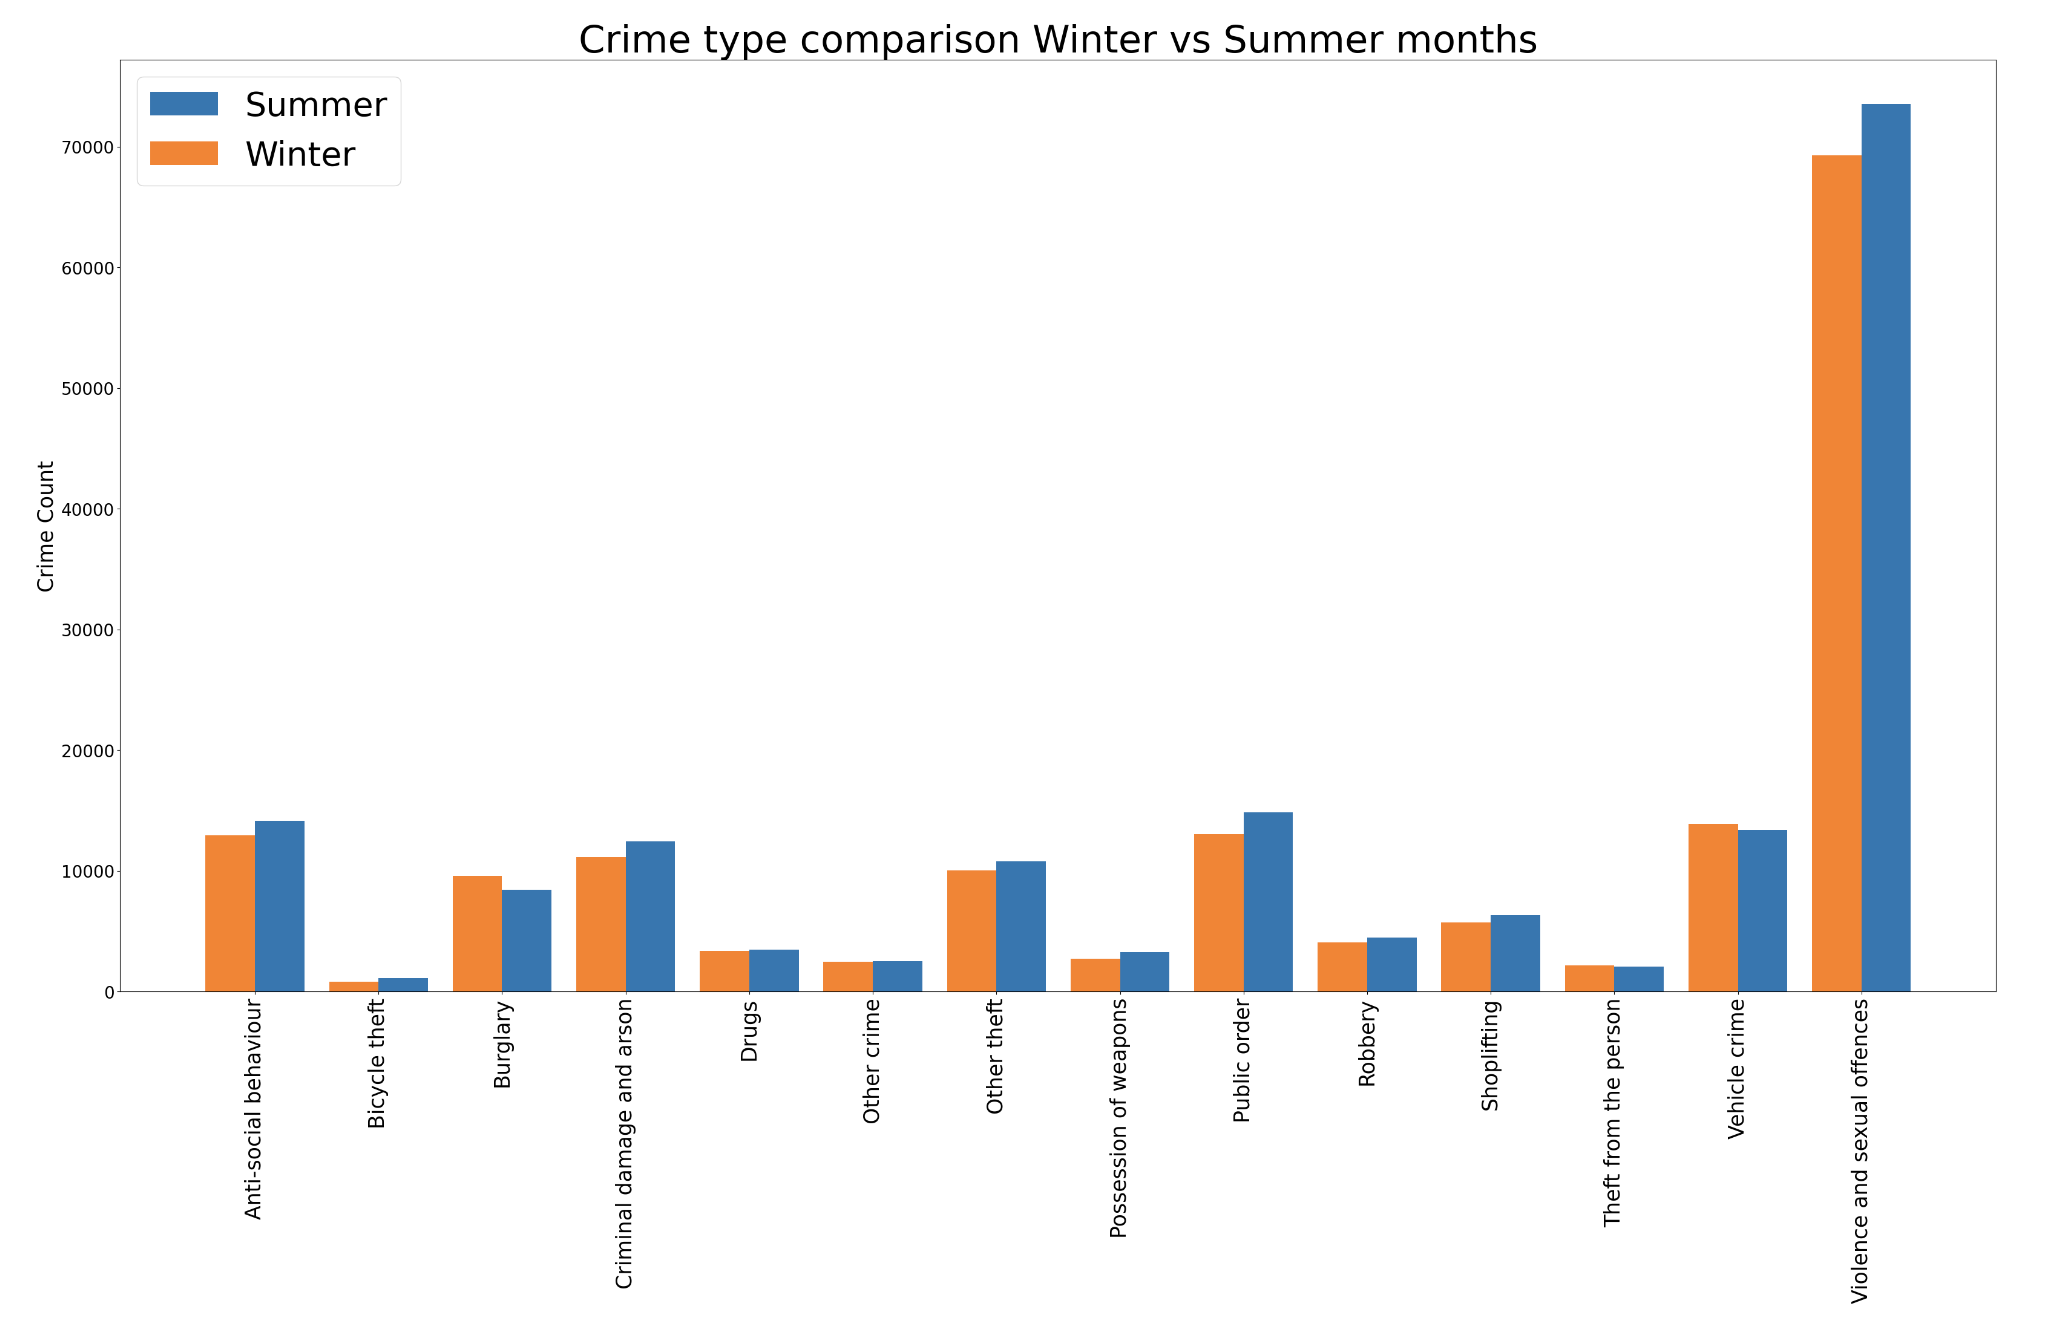 Crime type comparison Winter vs Summer months
Summer
Winter
Crime Count
70000
60000
50000
40000
30000
20000
10000
0
Anti-social behaviour
Bicycle theft
Burglary
Criminal damage and arson
Drugs
Other crime
Other theft
Possession of weapons
Public order
Robbery
Shoplifting
Theft from the person
Vehicle crime
Violence and sexual offences